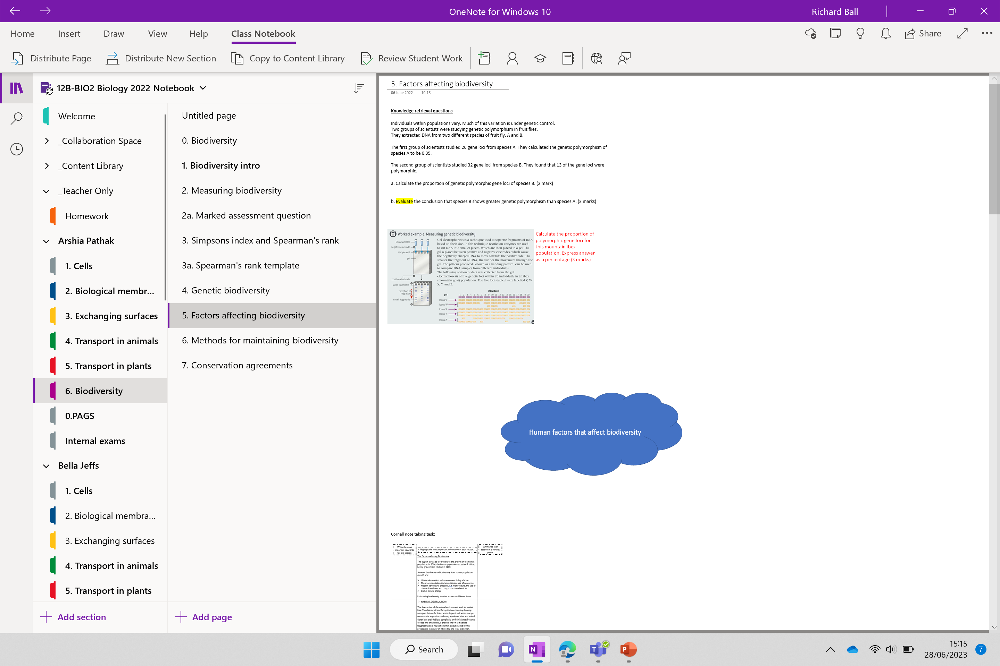 OneNote for Windows 10
Richard Ball
Home
Insert
Draw
View
Help
Class Notebook
Share
Distribute Page
Distribute New Section
Copy to Content Library
Review Student Work
12B-BIO2 Biology 2022 Notebook
Welcome
_Collaboration Space
_Content Library
_Teacher Only
Homework
Arshia Pathak
1. Cells
2. Biological membr...
3. Exchanging surfaces
4. Transport in animals
5. Transport in plants
6. Biodiversity
0.PAGS
Internal exams
Bella Jeffs
1. Cells
2. Biological membra...
3. Exchanging surfaces
4. Transport in animals
5. Transport in plants
Add section
Untitled page
0. Biodiversity
1. Biodiversity intro
2. Measuring biodiversity
2a. Marked assessment question
3. Simpsons index and Spearman's rank
3a. Spearman's rank template
4. Genetic biodiversity
5. Factors affecting biodiversity
6. Methods for maintaining biodiversity
7. Conservation agreements
Add page
5. Factors affecting biodiversity
06 June 2022
10:15
Knowledge retrieval questions
Individuals within populations vary. Much of this variation is under genetic control.
Two groups of scientists were studying genetic polymorphism in fruit flies.
They extracted DNA from two different species of fruit fly, A and B.
The first group of scientists studied 26 gene loci from species A. They calculated the genetic polymorphism of
species A to be 0.35.
The second group of scientists studied 32 gene loci from species B. They found that 13 of the gene loci were
polymorphic.
a. Calculate the proportion of genetic polymorphic gene loci of species B. (2 mark)
b. Evaluate the conclusion that species B shows greater genetic polymorphism than species A. (3 marks)
Worked example: Measuring genetic biodiversity
DNA samples
negative electrode
sample well
gel
positive electrode
large fragments
direction of
migration
small fragments
Gel electrophoresis is a technique used to separate fragments of DNA,
based on their size. In this technique restriction enzymes are used
to cut DNA into smaller pieces, which are then placed in a gel. The
gel is placed between positive and negative electrodes, which cause
the negatively charged DNA to move towards the positive side. The
smaller the fragment of DNA, the further the movement through the
gel. The pattern produced, known as a banding pattern, can be used
to compare DNA samples from different individuals.
The following section of data was collected from the gel
electrophoresis of five genetic loci within 20 individuals in an ibex
(mountain goat) population. The five loci studied were labelled V, W,
X, Y, and Z.
individuals
gel 1 2 3 4 5 6 7 8 9 10 11 12 13 14 15 16 17 18 19 20
locus V
locus W
locus X
locus Y
locus Z
Calculate the proportion of
polymorphic gene loci for
this mountain ibex
population. Express answer
as a percentage (3 marks)
Human factors that affect biodiversity
Cornell note taking task:
Write the most
important keywords
for this section
• Highlight the most important information in each section.
Summarise each
section in 2-3 bullet
points
The Factors Affecting Biodiversity
The biggest threat to biodiversity is the growth of the human
population. In 2014, the human population exceeded 7 billion,
having grown from 1 billion in 1800.
Some of the threats to biodiversity from human population
growth are:
➢ Habitat destruction and environmental degradation
➢ The overexploitation and unsustainable use of resources
➢ Modern agricultural practices, e.g. monoculture, the use of
chemical fertilisers and crop protection chemicals
➢ Global climate change
Maintaining biodiversity involves actions at different levels.
1) HABITAT DESTRUCTION
The destruction of the natural environment leads to habitat
loss. The clearing of land for agriculture, industry, housing,
transport, leisure facilities, waste disposal and water storage
removes the vegetation, and many species of plant and animal
either lose their habitats completely or their habitats become
divided into small areas, a process known as habitat
fragmentation. Populations that get subdivided by this
process are in danger of inbreeding and local extinction.
Search
15:15
28/06/2023
7